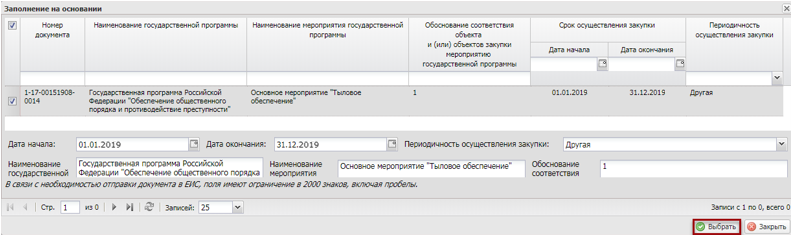 Заполнение на основании
Номер документа
Наименование государственной программы
Наименование мероприятия государственной программы
Обоснование соответствия объекта и (или) объектов закупки мероприятию государственной программы
Срок осуществления закупки
Дата начала
Дата окончания
Периодичность осуществления закупки
1-17-00151908-0014
Государственная программа Российской Федерации "Обеспечение общественного порядка и противодействие преступности"
Основное мероприятие "Тыловое обеспечение"
1
01.01.2019
31.12.2019
Другая
Дата начала: 01.01.2019 Дата окончания: 31.12.2019 Периодичность осуществления закупки: Другая
Наименование государственной
Государственная программа Российской Федерации "Обеспечение общественного порядка
Наименование мероприятия
Основное мероприятие "Тыловое обеспечение"
Обоснование соответствия
1
В связи с необходимостью отправки документа в ЕИС, поля имеют ограничение в 2000 знаков, включая пробелы.
Стр. 1 из 0 Записей: 25 Записи с 1 по 0, всего 0
Выбрать Закрыть